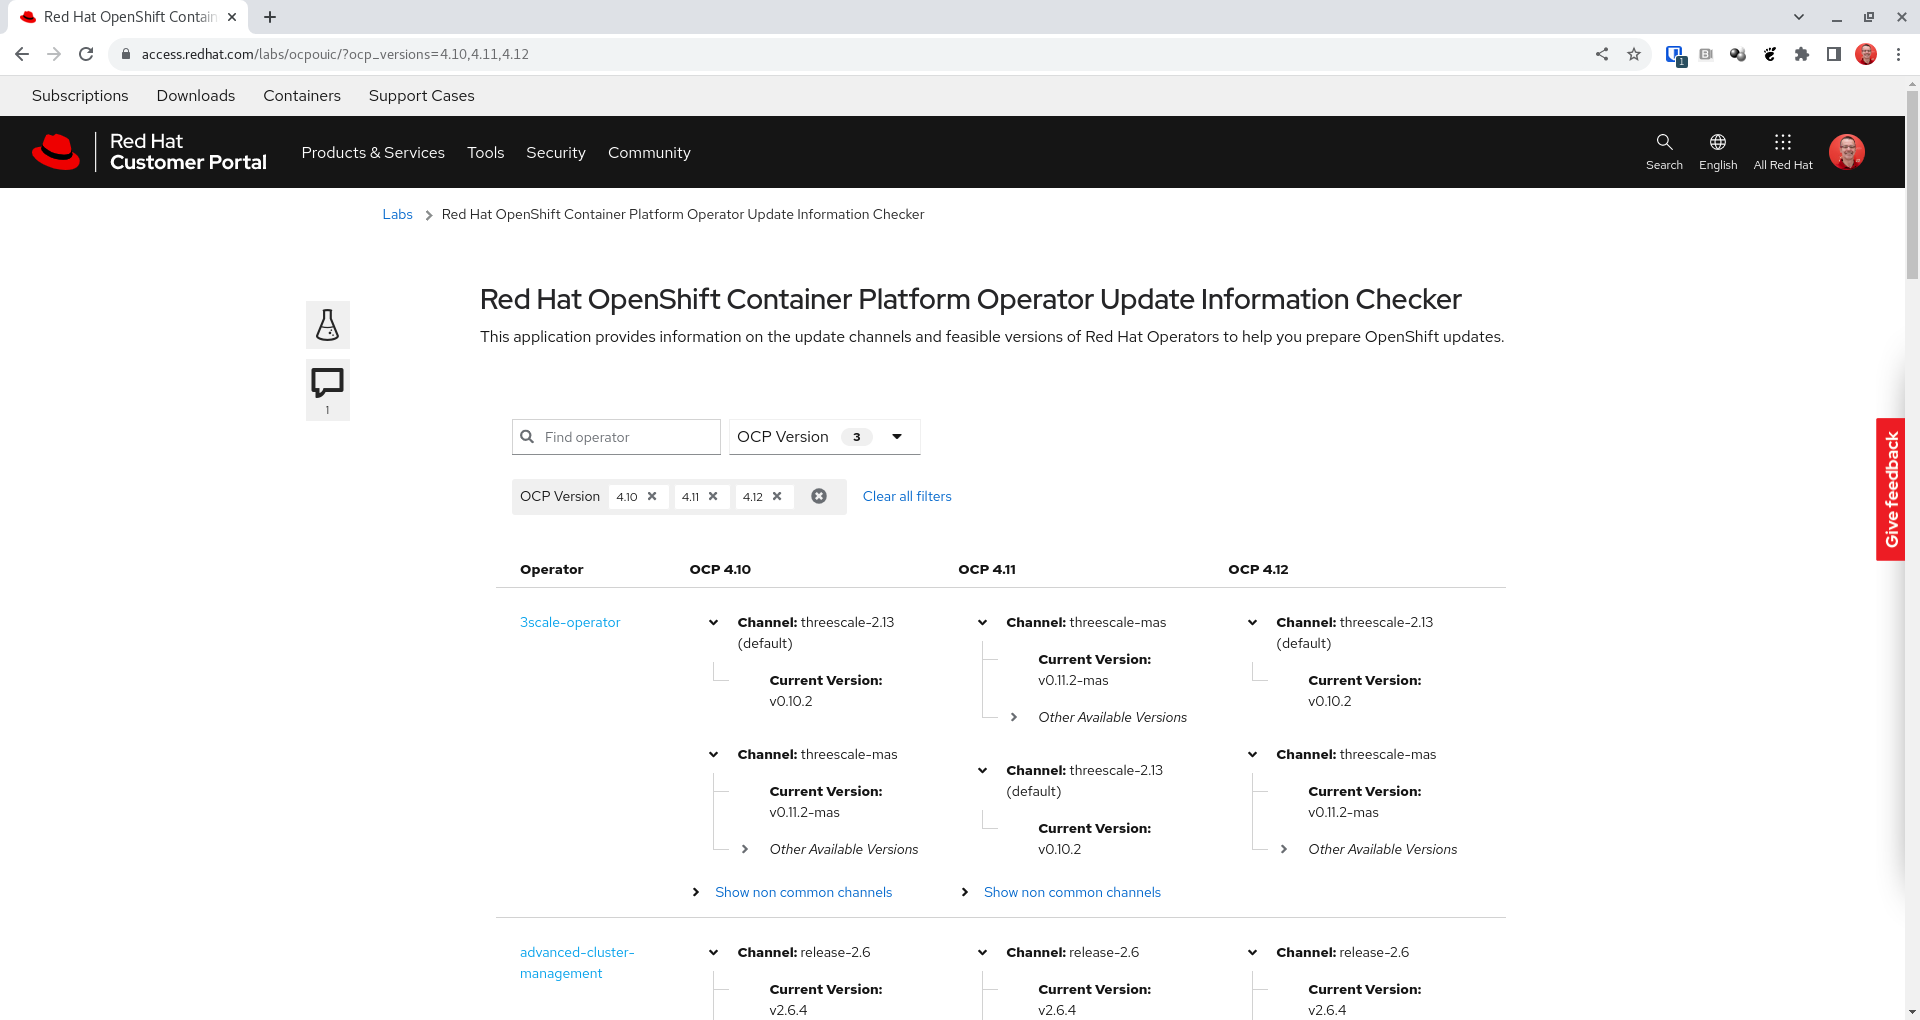 Red Hat OpenShift Contain
access.redhat.com/labs/ocpouic/?ocp_versions=4.10,4.11,4.12
1
Subscriptions Downloads Containers Support Cases
Red Hat
Customer Portal
Products & Services Tools Security Community
Search English All Red Hat
Labs Red Hat OpenShift Container Platform Operator Update Information Checker
Red Hat OpenShift Container Platform Operator Update Information Checker
This application provides information on the update channels and feasible versions of Red Hat Operators to help you prepare OpenShift updates.
1
Find operator OCP Version 3
OCP Version 4.10 4.11 4.12 Clear all filters
Give feedback
Operator OCP 4.10 OCP 4.11 OCP 4.12
3scale-operator
Channel: threescale-2.13
(default)
Current Version:
v0.10.2
Channel: threescale-mas
Current Version:
v0.11.2-mas
Other Available Versions
Show non common channels
Channel: threescale-mas
Current Version:
v0.11.2-mas
Other Available Versions
Channel: threescale-2.13
(default)
Current Version:
v0.10.2
Show non common channels
Channel: threescale-2.13
(default)
Current Version:
v0.10.2
Channel: threescale-mas
Current Version:
v0.11.2-mas
Other Available Versions
advanced-cluster-
management
Channel: release-2.6
Current Version:
v2.6.4
Channel: release-2.6
Current Version:
v2.6.4
Channel: release-2.6
Current Version:
v2.6.4